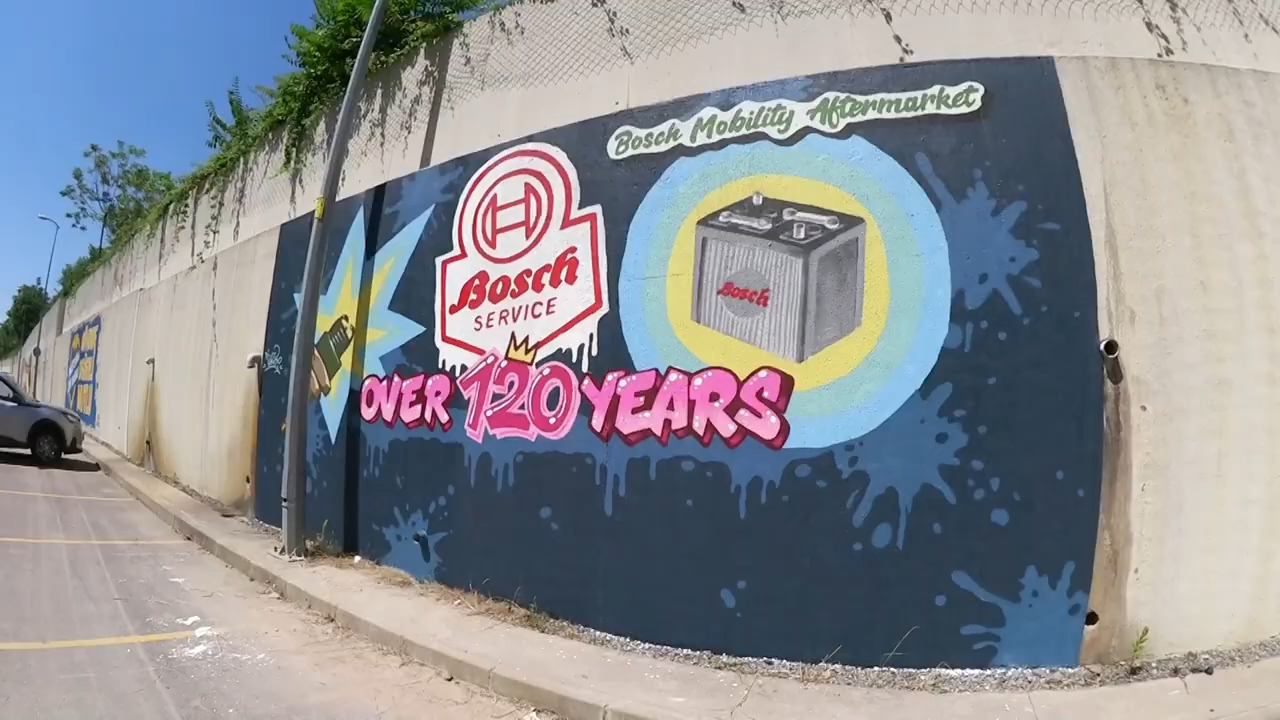 Bosch Mobility Aftermarket
Bosch
SERVICE
Bosch
OVER 120 YEARS